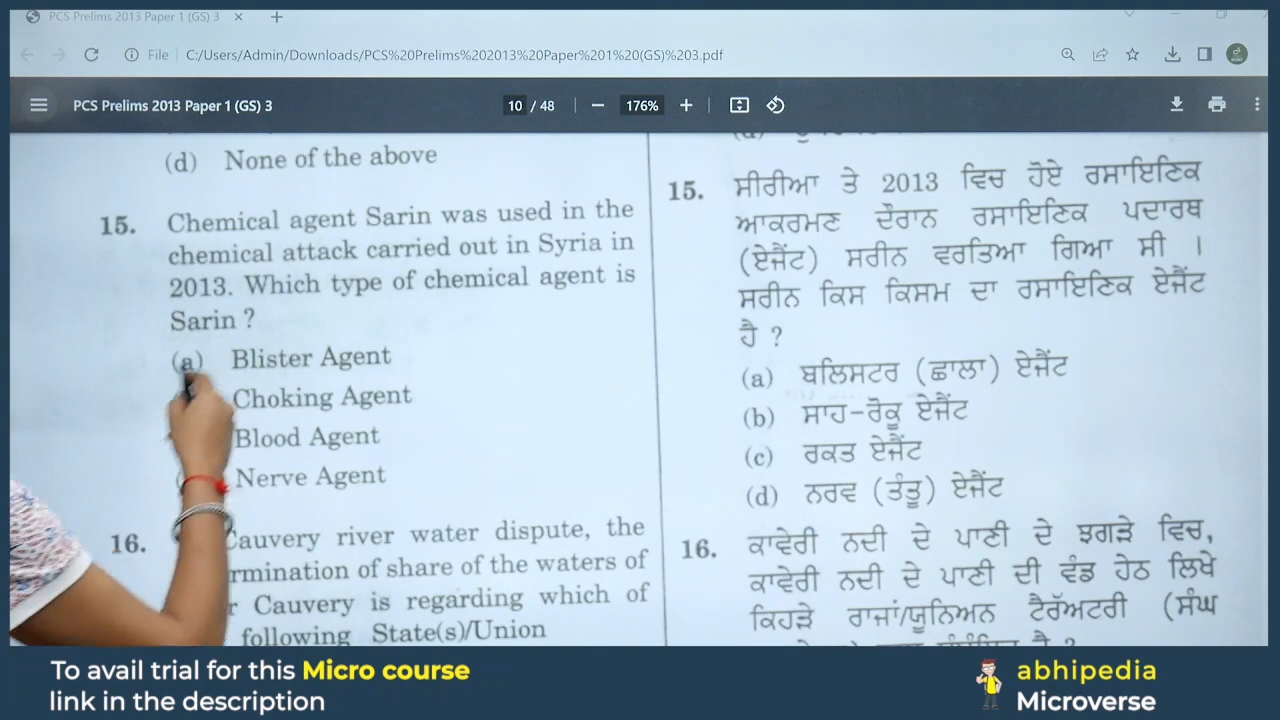 PCS Prelims 2013 Paper 1 (GS) 3
File C:/Users/Admin/Downloads/PCS%20Prelims%202013%20Paper%201%20(GS)%203.pdf
PCS Prelims 2013 Paper 1 (GS) 3
10 / 48
176%
(d) None of the above
15. Chemical agent Sarin was used in the
chemical attack carried out in Syria in
2013. Which type of chemical agent is
Sarin ?
(a) Blister Agent
Choking Agent
Blood Agent
Nerve Agent
16. Cauvery river water dispute, the
rmination of share of the waters of
r Cauvery is regarding which of
following State(s)/Union
15. ਸੀਰੀਆ ਤੇ 2013 ਵਿਚ ਹੋਏ ਰਸਾਇਣਿਕ
ਆਕਰਮਣ ਦੌਰਾਨ ਰਸਾਇਣਿਕ ਪਦਾਰਥ
(ਏਜੈਂਟ) ਸਰੀਨ ਵਰਤਿਆ ਗਿਆ ਸੀ ।
ਸਰੀਨ ਕਿਸ ਕਿਸਮ ਦਾ ਰਸਾਇਣਿਕ ਏਜੈਂਟ
ਹੈ ?
(a) ਬਲਿਸਟਰ (ਛਾਲਾ) ਏਜੈਂਟ
(b) ਸਾਹ-ਰੋਕੂ ਏਜੈਂਟ
(c) ਰਕਤ ਏਜੈਂਟ
(d) ਨਰਵ (ਤੰਤੂ) ਏਜੈਂਟ
16. ਕਾਵੇਰੀ ਨਦੀ ਦੇ ਪਾਣੀ ਦੇ ਝਗੜੇ ਵਿਚ,
ਕਾਵੇਰੀ ਨਦੀ ਦੇ ਪਾਣੀ ਦੀ ਵੰਡ ਹੇਠ ਲਿਖੇ
ਕਿਹੜੇ ਰਾਜਾਂ/ਯੂਨਿਅਨ ਟੈਰੱਅਟਰੀ (ਸੰਘ
To avail trial for this Micro course
link in the description
abhipedia
Microverse